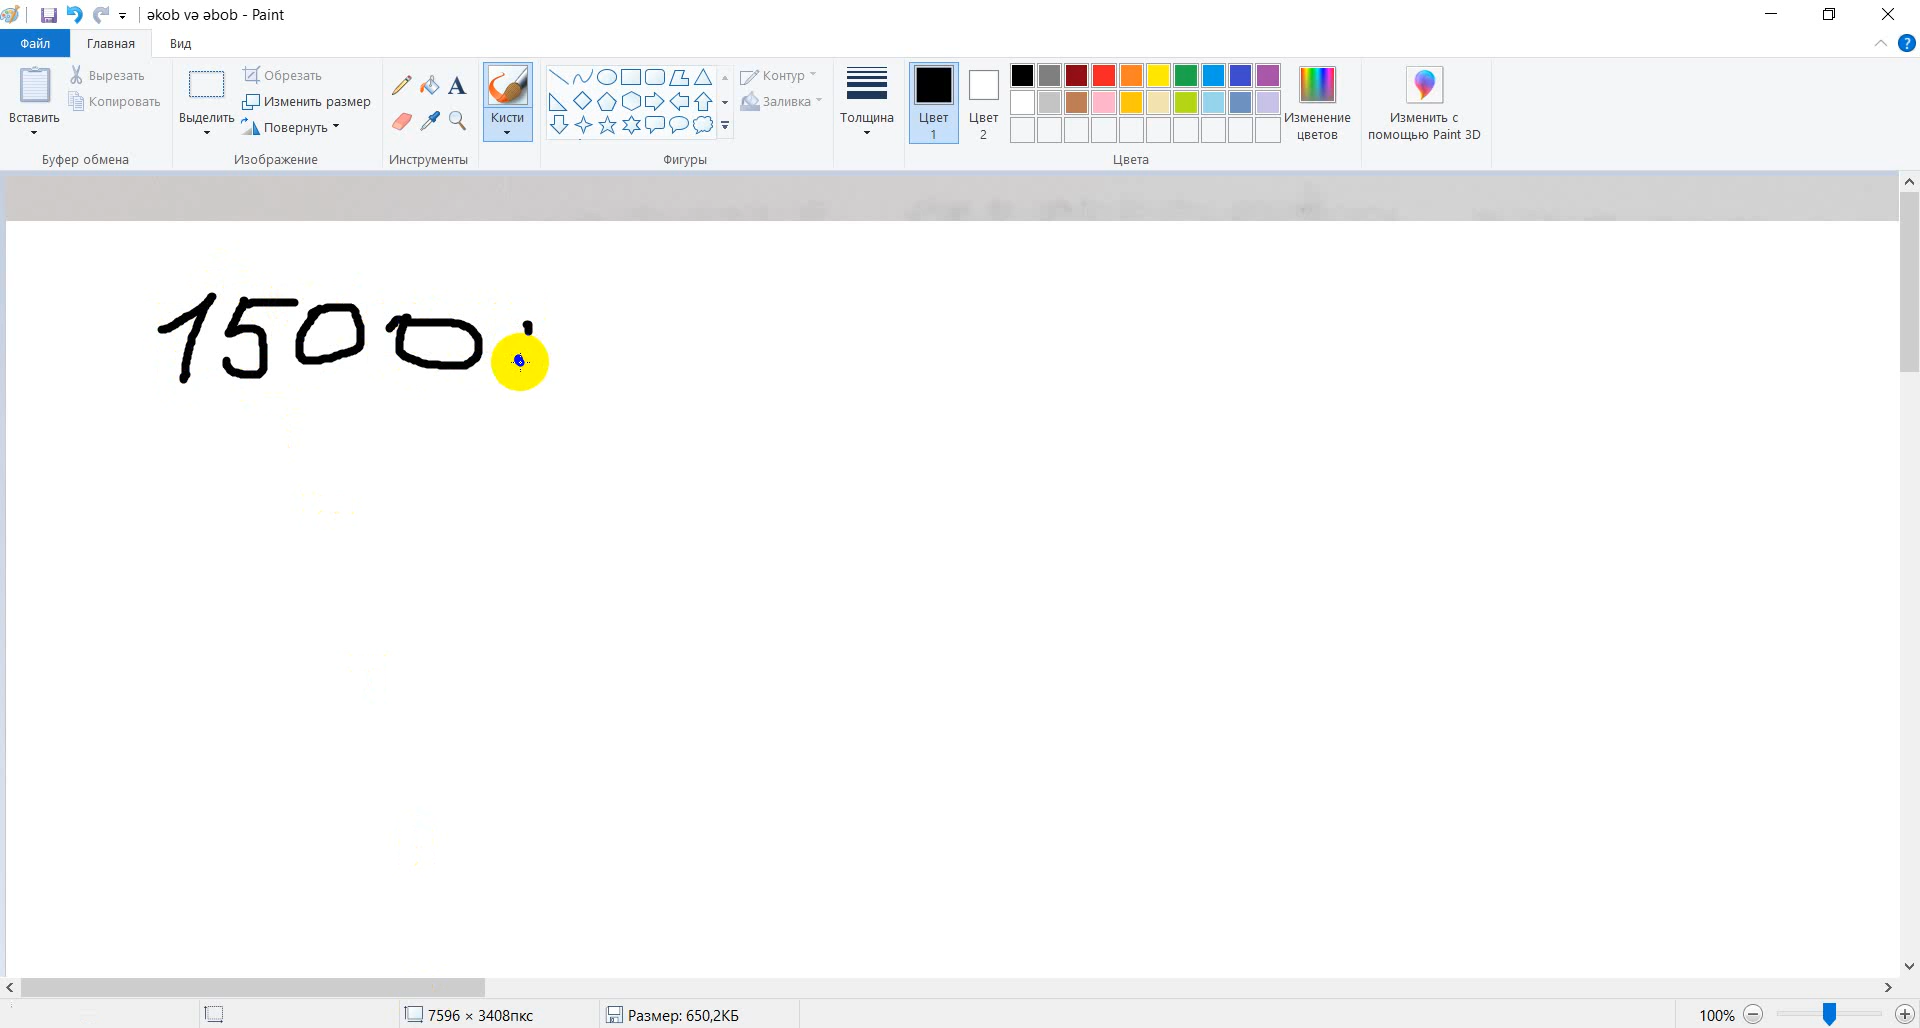 əkob və əbob - Paint
Файл Главная Вид
Вставить
Вырезать
Копировать
Буфер обмена
Выделить
Обрезать
Изменить размер
Повернуть
Изображение
Инструменты
Кисти
Фигуры
Контур
Заливка
Толщина
Цвет
1
Цвет
2
Цвета
Изменение
цветов
Изменить с
помощью Paint 3D
1500
7596 × 3408пкс
Размер: 650,2КБ
100%